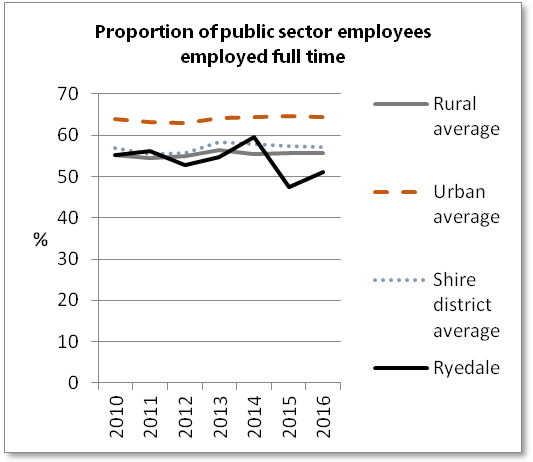 Proportion of public sector employees
employed full time
70
60
50
40
30
20
10
0
%
2010
2011
2012
2013
2014
2015
2016
Rural
average
Urban
average
Shire
district
average
Ryedale